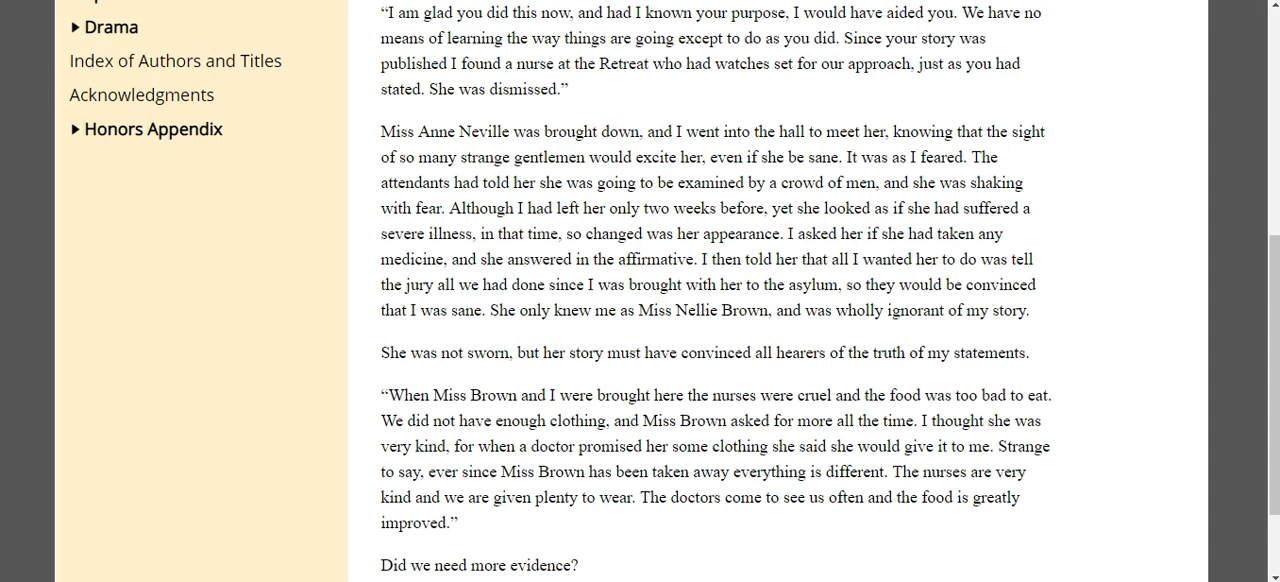 Drama
Index of Authors and Titles
Acknowledgments
Honors Appendix
“I am glad you did this now, and had I known your purpose, I would have aided you. We have no
means of learning the way things are going except to do as you did. Since your story was
published I found a nurse at the Retreat who had watches set for our approach, just as you had
stated. She was dismissed.”
Miss Anne Neville was brought down, and I went into the hall to meet her, knowing that the sight
of so many strange gentlemen would excite her, even if she be sane. It was as I feared. The
attendants had told her she was going to be examined by a crowd of men, and she was shaking
with fear. Although I had left her only two weeks before, yet she looked as if she had suffered a
severe illness, in that time, so changed was her appearance. I asked her if she had taken any
medicine, and she answered in the affirmative. I then told her that all I wanted her to do was tell
the jury all we had done since I was brought with her to the asylum, so they would be convinced
that I was sane. She only knew me as Miss Nellie Brown, and was wholly ignorant of my story.
She was not sworn, but her story must have convinced all hearers of the truth of my statements.
“When Miss Brown and I were brought here the nurses were cruel and the food was too bad to eat.
We did not have enough clothing, and Miss Brown asked for more all the time. I thought she was
very kind, for when a doctor promised her some clothing she said she would give it to me. Strange
to say, ever since Miss Brown has been taken away everything is different. The nurses are very
kind and we are given plenty to wear. The doctors come to see us often and the food is greatly
improved.”
Did we need more evidence?